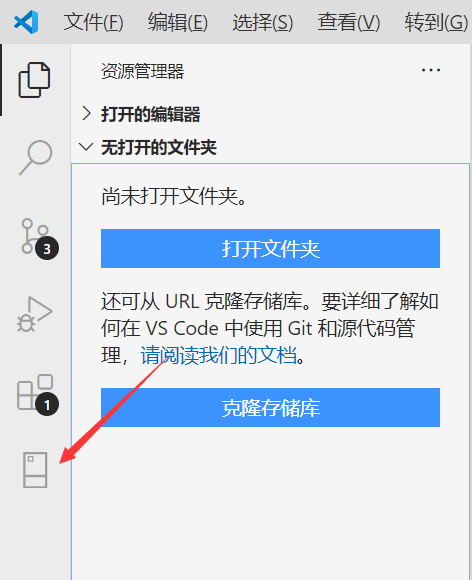 文件(F) 编辑(E) 选择(S) 查看(V) 转到(G)
资源管理器
打开的编辑器
无打开的文件夹
尚未打开文件夹。
打开文件夹
还可从 URL 克隆存储库。要详细了解如
何在 VS Code 中使用 Git 和源代码管
理，请阅读我们的文档。
克隆存储库
3
1